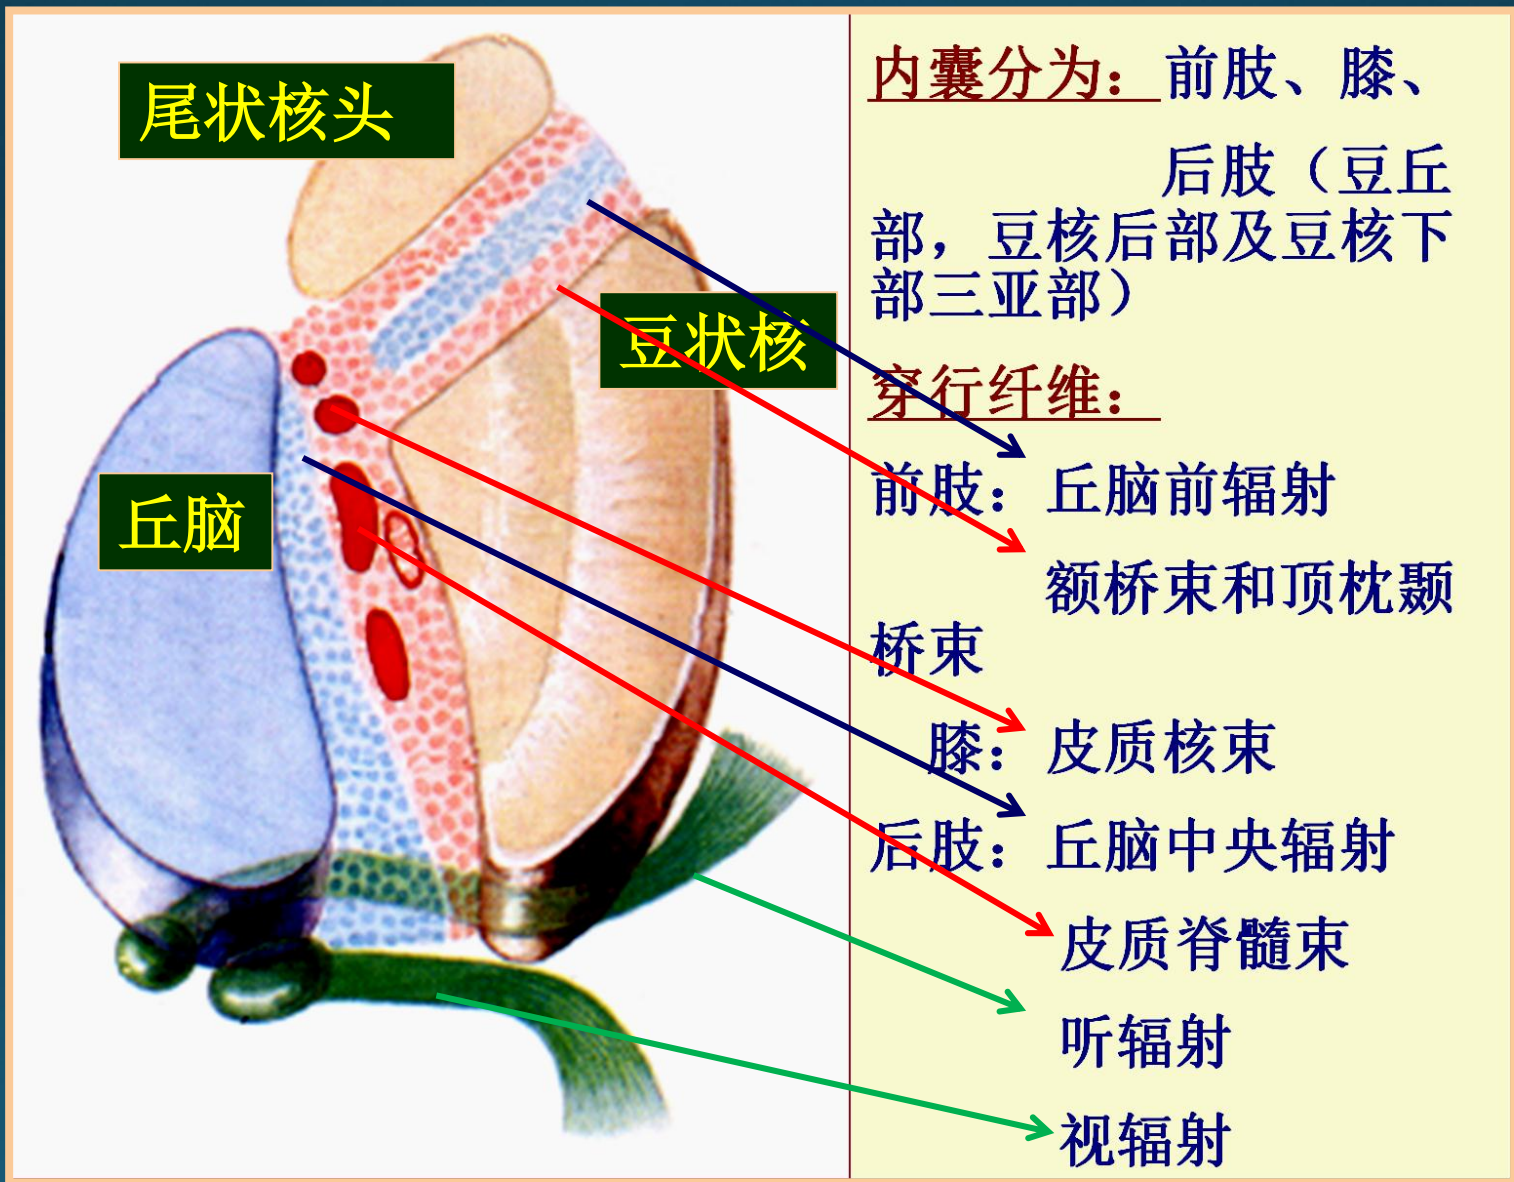 尾状核头
豆状核
丘脑
内囊分为：前肢、膝、
后肢（豆丘
部，豆核后部及豆核下
部三亚部）
穿行纤维：
前肢：丘脑前辐射
额桥束和顶枕颞
桥束
膝：皮质核束
后肢：丘脑中央辐射
皮质脊髓束
听辐射
视辐射